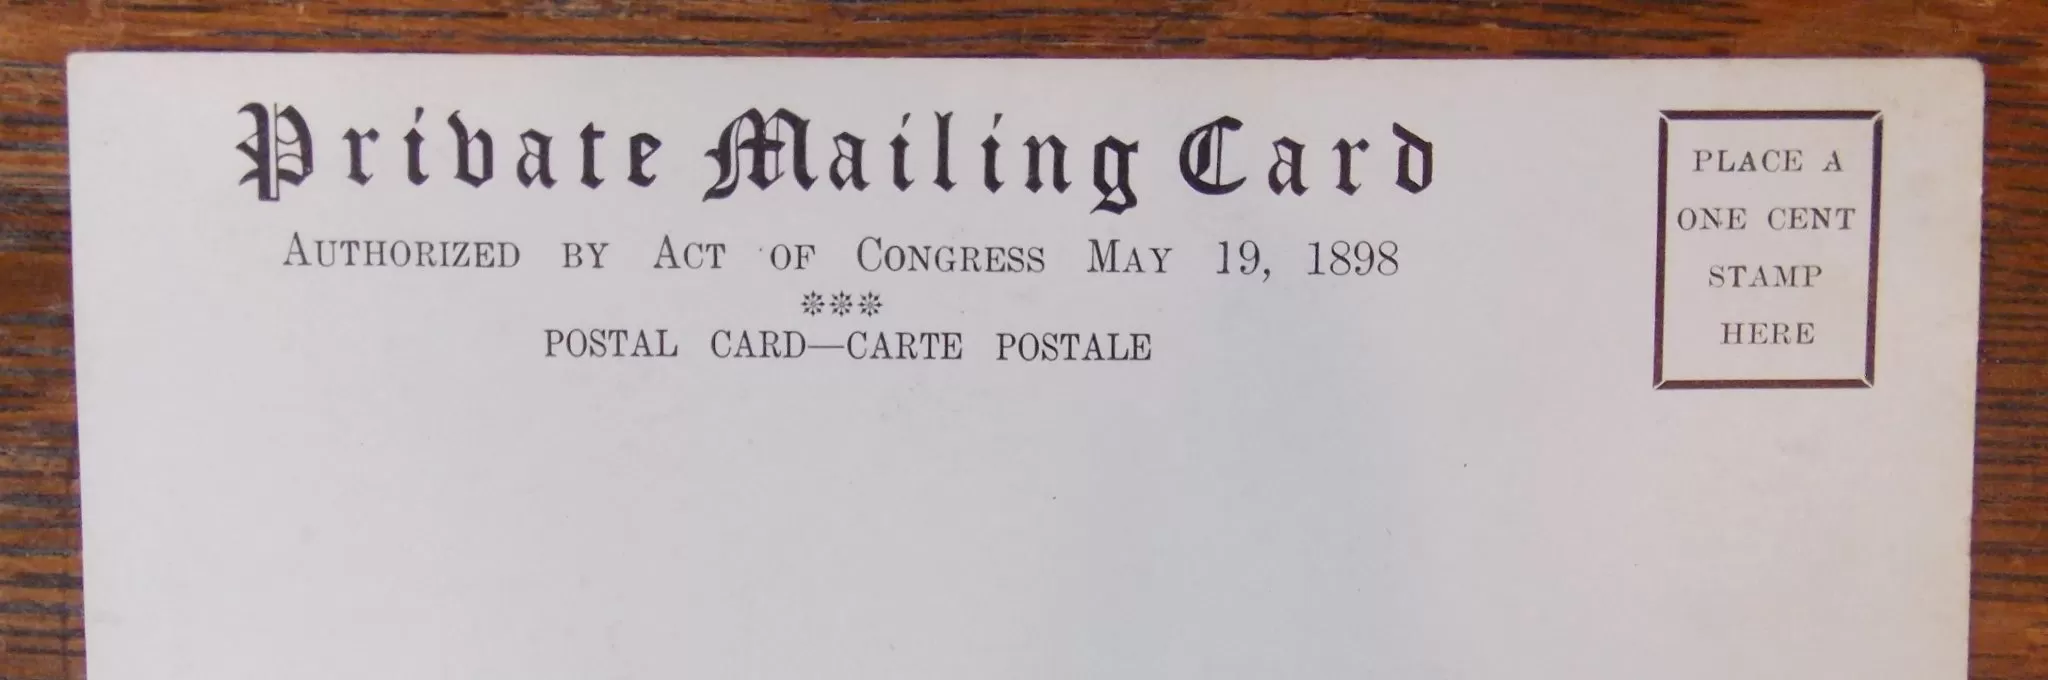 Private Mailing Card
AUTHORIZED BY ACT OF CONGRESS MAY 19, 1898
POSTAL CARD—CARTE POSTALE
PLACE A
ONE CENT
STAMP
HERE